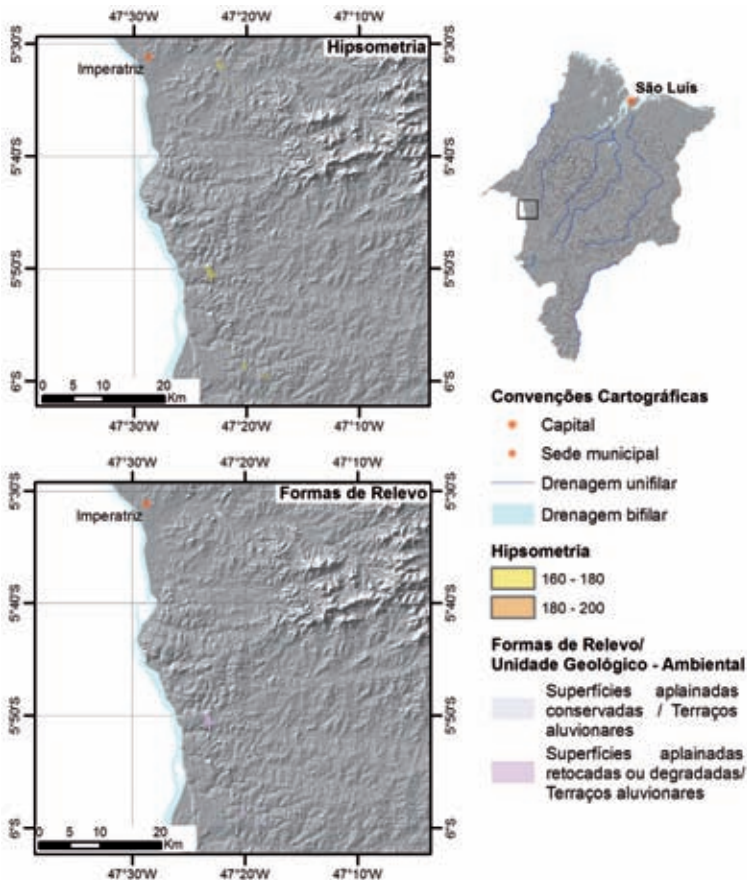 47°30'W 47°20'W 47°10'W
Hipsometria
5°30'S
5°40'S
5°50'S
6°S
Imperatriz
5°30'S
5°40'S
5°50'S
6°S
0 5 10 20
Km
47°30'W 47°20'W 47°10'W
47°30'W 47°20'W 47°10'W
Formas de Relevo
5°30'S
5°40'S
5°50'S
6°S
Imperatriz
5°30'S
5°40'S
5°50'S
6°S
0 5 10 20
Km
47°30'W 47°20'W 47°10'W
São Luís
Convenções Cartográficas
Capital
Sede municipal
Drenagem unifilar
Drenagem bifilar
Hipsometria
160 - 180
180 - 200
Formas de Relevo/
Unidade Geológico - Ambiental
Superfícies aplainadas
conservadas / Terraços
aluvionares
Superfícies aplainadas
retocadas ou degradadas/
Terraços aluvionares